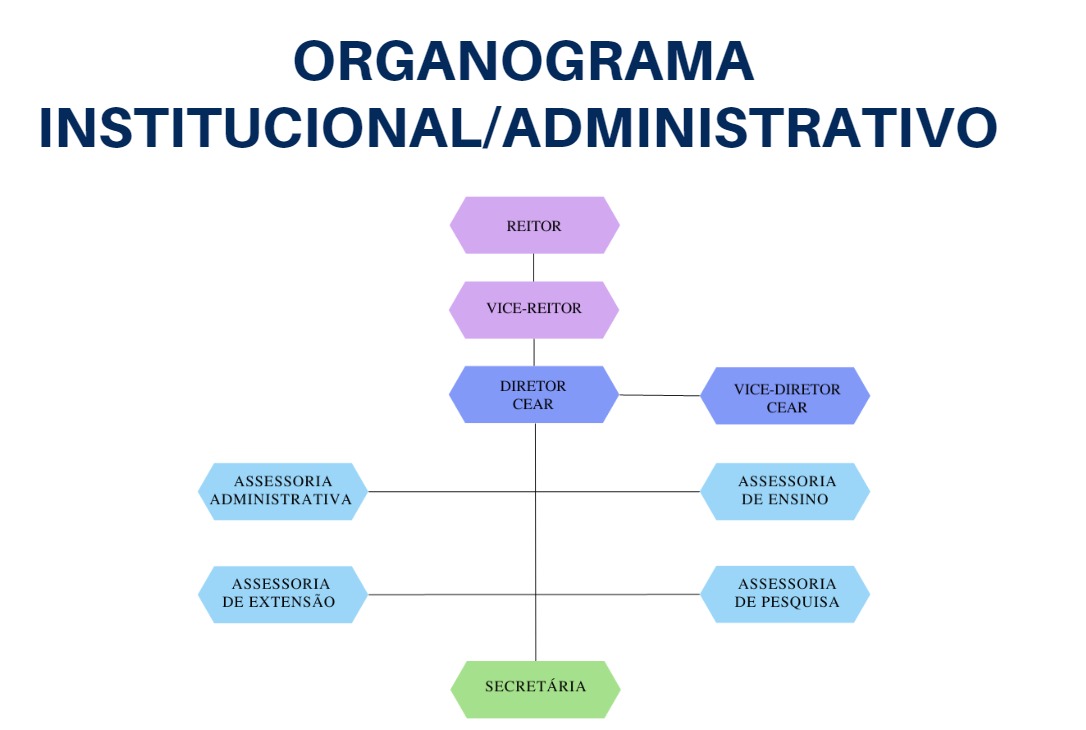 ORGANOGRAMA
INSTITUCIONAL/ADMINISTRATIVO
REITOR
VICE-REITOR
DIRETOR
CEAR
VICE-DIRETOR
CEAR
ASSESSORIA
ADMINISTRATIVA
ASSESSORIA
DE ENSINO
ASSESSORIA
DE EXTENSÃO
ASSESSORIA
DE PESQUISA
SECRETÁRIA